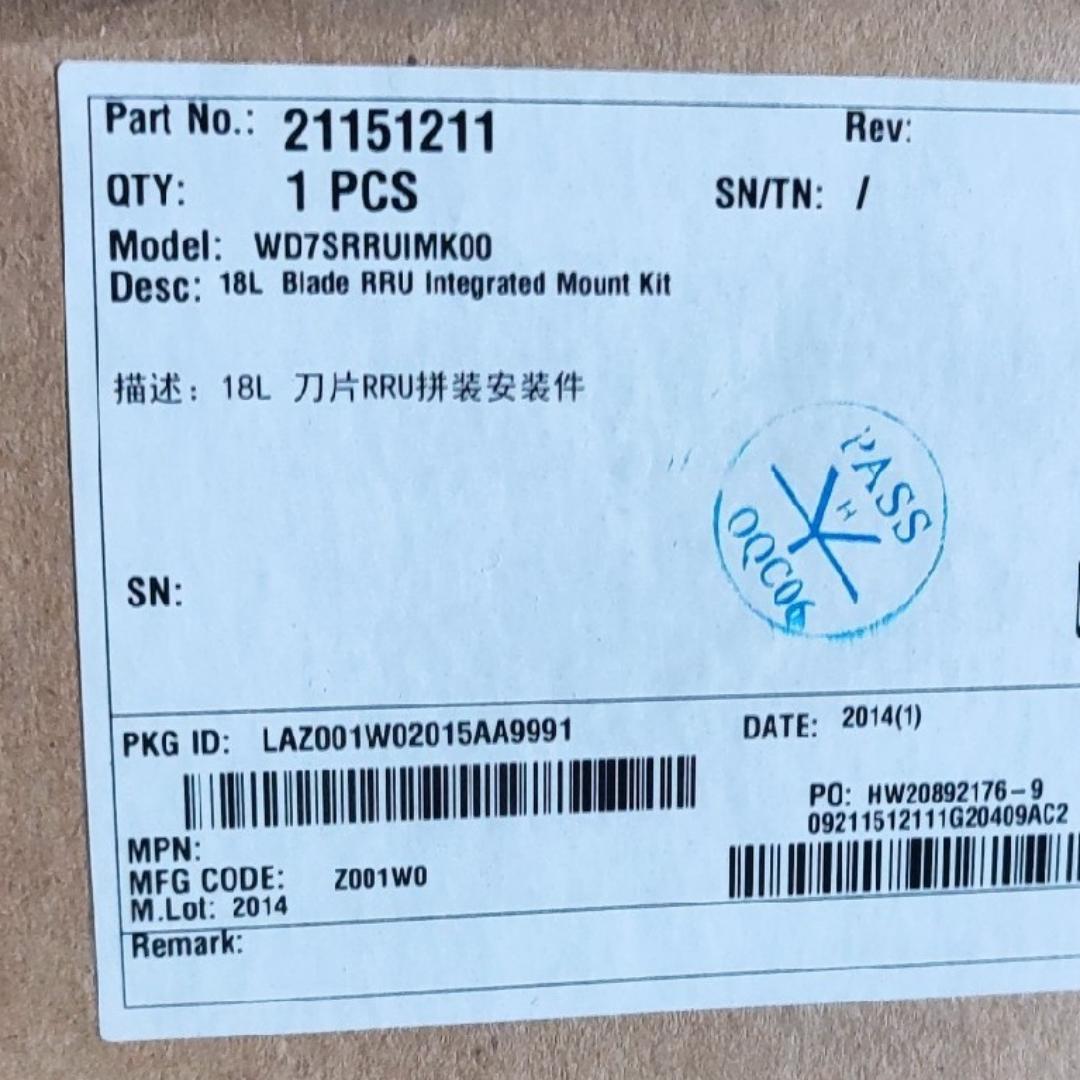 Part No.: 21151211 Rev:
QTY: 1 PCS SN/TN: /
Model: WD7SRRUIMK00
Desc: 18L Blade RRU Integrated Mount Kit
描述: 18L 刀片RRU拼装安装件
PASS
H
OQC06
SN:
PKG ID: LAZ001W02015AA9991 DATE: 2014(1)
PO: HW20892176-9
09211512111G20409AC2
MPN:
MFG CODE: Z001W0
M.Lot: 2014
Remark: